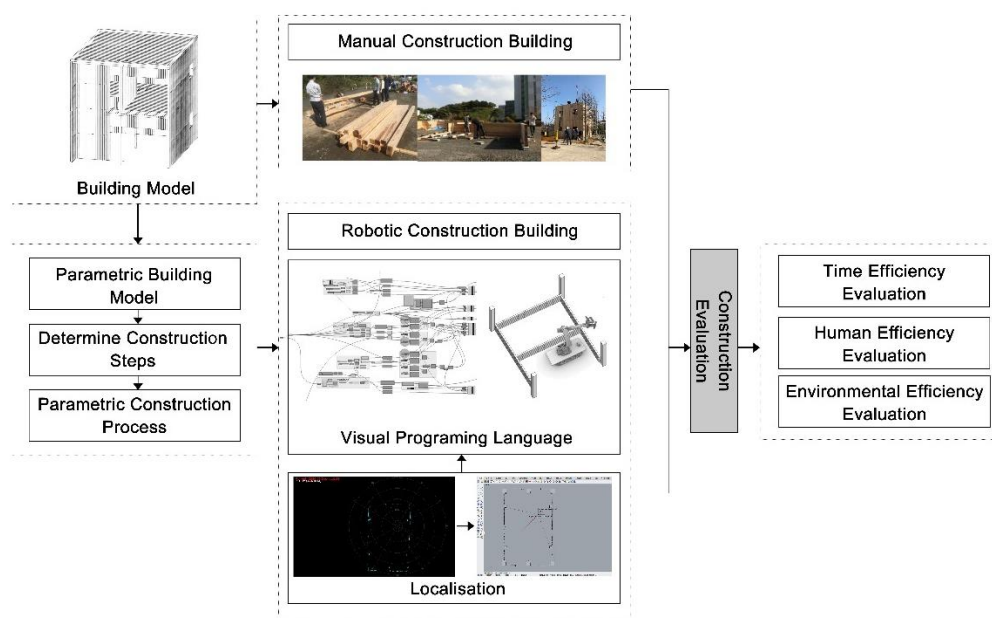 Manual Construction Building
Building Model
Robotic Construction Building
Parametric Building
Model
Determine Construction
Steps
Parametric Construction
Process
Visual Programing Language
Localisation
Construction
Evaluation
Time Efficiency
Evaluation
Human Efficiency
Evaluation
Environmental Efficiency
Evaluation